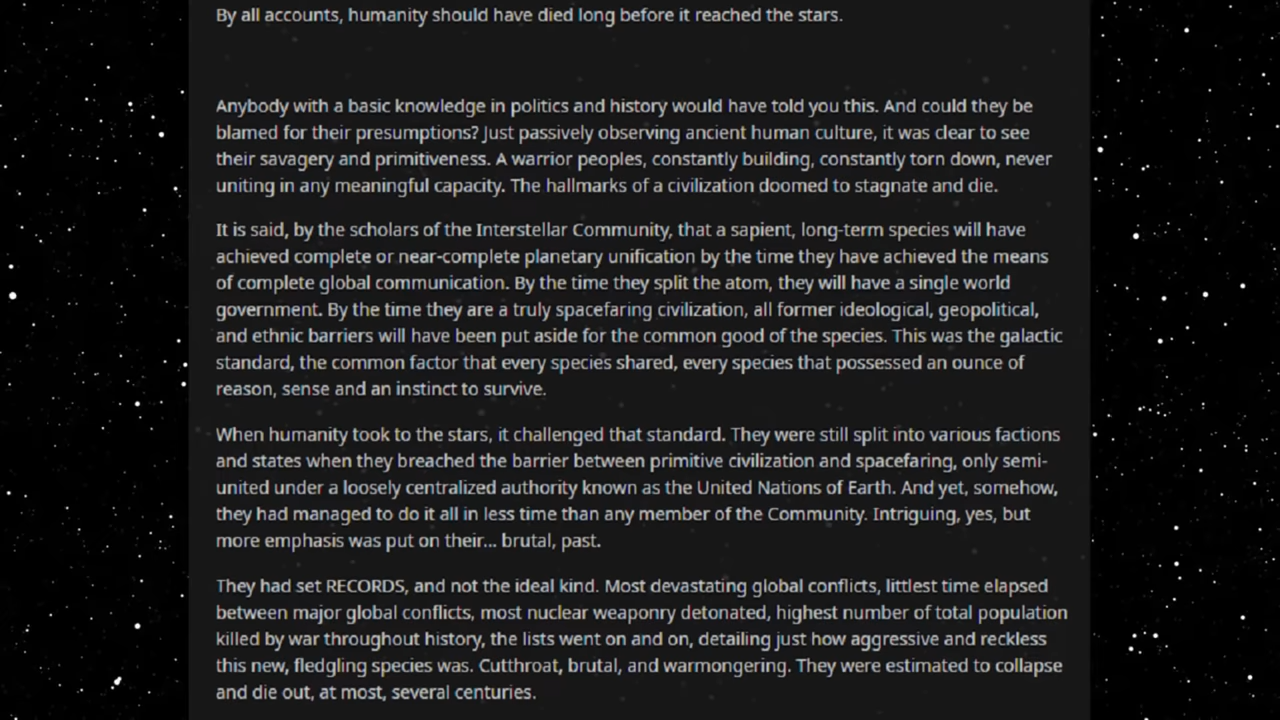 By all accounts, humanity should have died long before it reached the stars.
Anybody with a basic knowledge in politics and history would have told you this. And could they be
blamed for their presumptions? Just passively observing ancient human culture, it was clear to see
their savagery and primitiveness. A warrior peoples, constantly building, constantly torn down, never
uniting in any meaningful capacity. The hallmarks of a civilization doomed to stagnate and die.
It is said, by the scholars of the Interstellar Community, that a sapient, long-term species will have
achieved complete or near-complete planetary unification by the time they have achieved the means
of complete global communication. By the time they split the atom, they will have a single world
government. By the time they are a truly spacefaring civilization, all former ideological, geopolitical,
and ethnic barriers will have been put aside for the common good of the species. This was the galactic
standard, the common factor that every species shared, every species that possessed an ounce of
reason, sense and an instinct to survive.
When humanity took to the stars, it challenged that standard. They were still split into various factions
and states when they breached the barrier between primitive civilization and spacefaring, only semi-
united under a loosely centralized authority known as the United Nations of Earth. And yet, somehow,
they had managed to do it all in less time than any member of the Community. Intriguing, yes, but
more emphasis was put on their... brutal, past.
They had set RECORDS, and not the ideal kind. Most devastating global conflicts, littlest time elapsed
between major global conflicts, most nuclear weaponry detonated, highest number of total population
killed by war throughout history, the lists went on and on, detailing just how aggressive and reckless
this new, fledgling species was. Cutthroat, brutal, and warmongering. They were estimated to collapse
and die out, at most, several centuries.